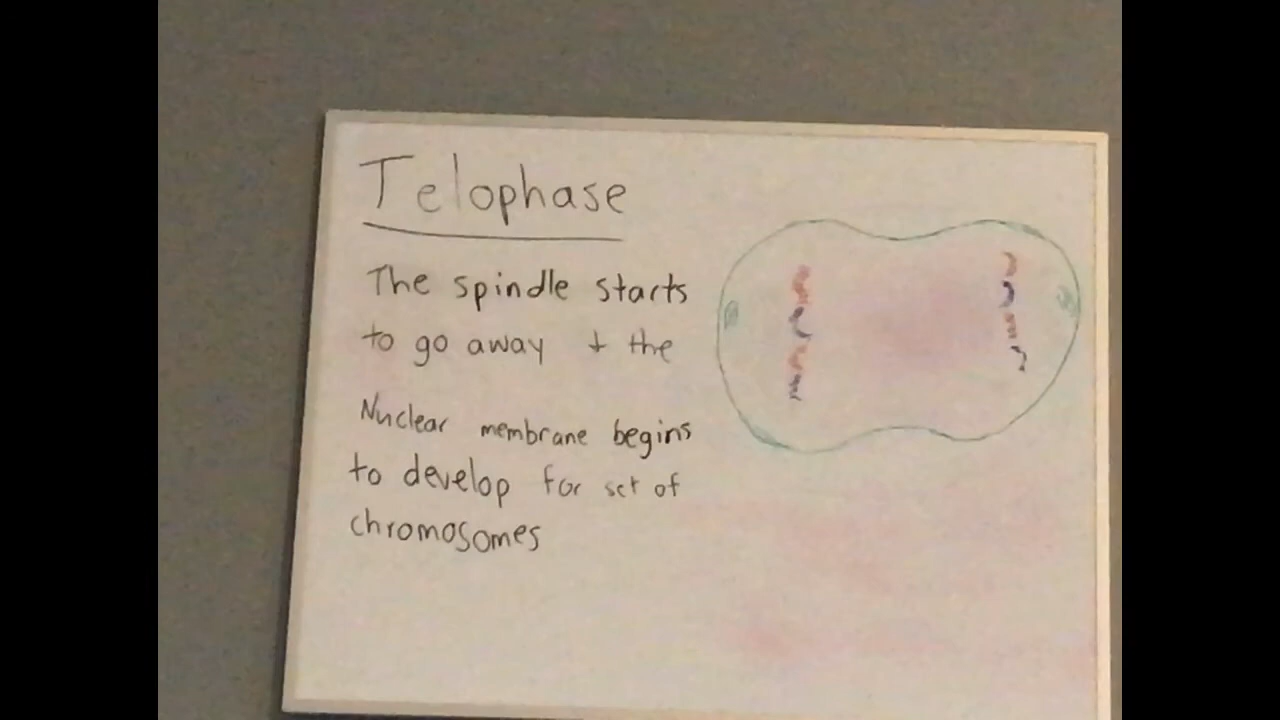 Telophase
The spindle starts
to go away + the
Nuclear membrane begins
to develop for set of
chromosomes